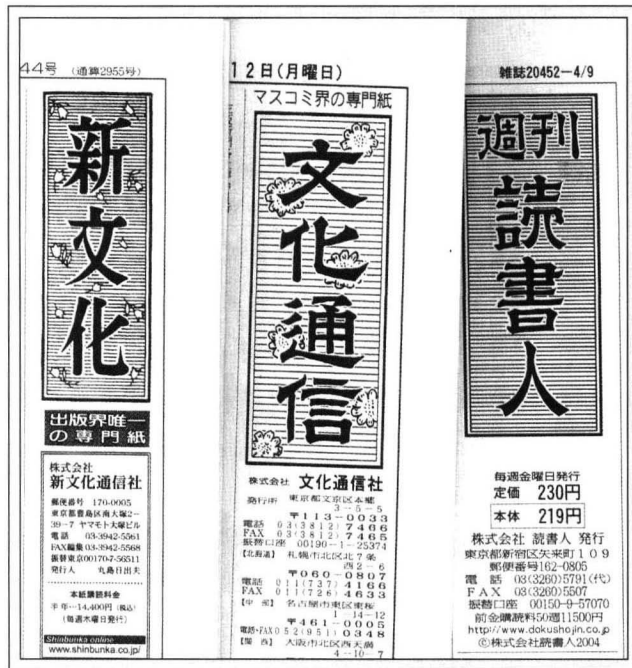 44号 (通算2955号)
新文化
出版界唯一
の専門紙
株式会社
新文化通信社
郵便番号 170-0005
東京都豊島区南大塚2-
39-7 ヤマモト大塚ビル
電話 03-3942-5561
FAX編集03-3942-5568
振替東京00170-7-56511
発行人 丸島日出夫
本紙購読料金
半年―14,400円(税込)
(毎週木曜日発行)
Shinbunka online
www.shinbunka.co.jp/
12日(月曜日)
マスコミ界の専門紙
文化通信
株式会社 文化通信社
発行所 東京都文京区本郷
3-5-5
〒113-0033
電話 03(3812)7466
FAX 03(3812)7465
振替口座 00190-1-25374
【北海道】 札幌市北区北7条
西2-6
〒060-0807
電話 011(737)4166
FAX 011(726)4633
【中部】 名古屋市東区東桜
1-14-12
〒461-0005
電話・FAX052(951)0348
【関西】 大阪市北区西天満
4-10-7
雑誌20452-4/9
週刊
読書人
毎週金曜日発行
定価 230円
本体 219円
株式会社 読書人 発行
東京都新宿区矢来町109
郵便番号162-0805
電話 03(3260)5791(代)
FAX 03(3260)5507
振替口座 00150-9-57070
前金購読料50週11500円
http://www.dokushojin.co.jp
©株式会社読書人2004